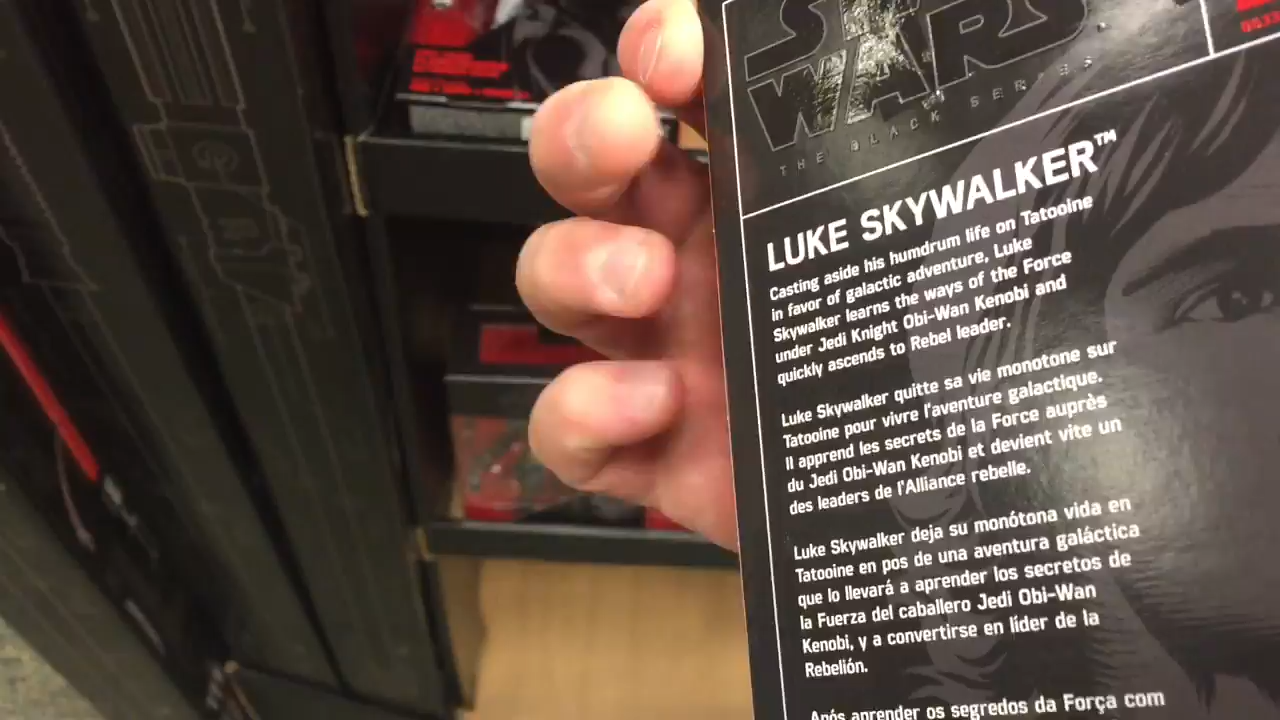 STAR
WARS
THE BLACK SERIES
LUKE SKYWALKER™
Casting aside his humdrum life on Tatooine
in favor of galactic adventure, Luke
Skywalker learns the ways of the Force
under Jedi Knight Obi-Wan Kenobi and
quickly ascends to Rebel leader.
Luke Skywalker quitte sa vie monotone sur
Tatooine pour vivre l'aventure galactique.
Il apprend les secrets de la Force auprès
du Jedi Obi-Wan Kenobi et devient vite un
des leaders de l'Alliance rebelle.
Luke Skywalker deja su monótona vida en
Tatooine en pos de una aventura galáctica
que lo llevará a aprender los secretos de
la Fuerza del caballero Jedi Obi-Wan
Kenobi, y a convertirse en líder de la
Rebelión.
Após aprender os segredos da Força com